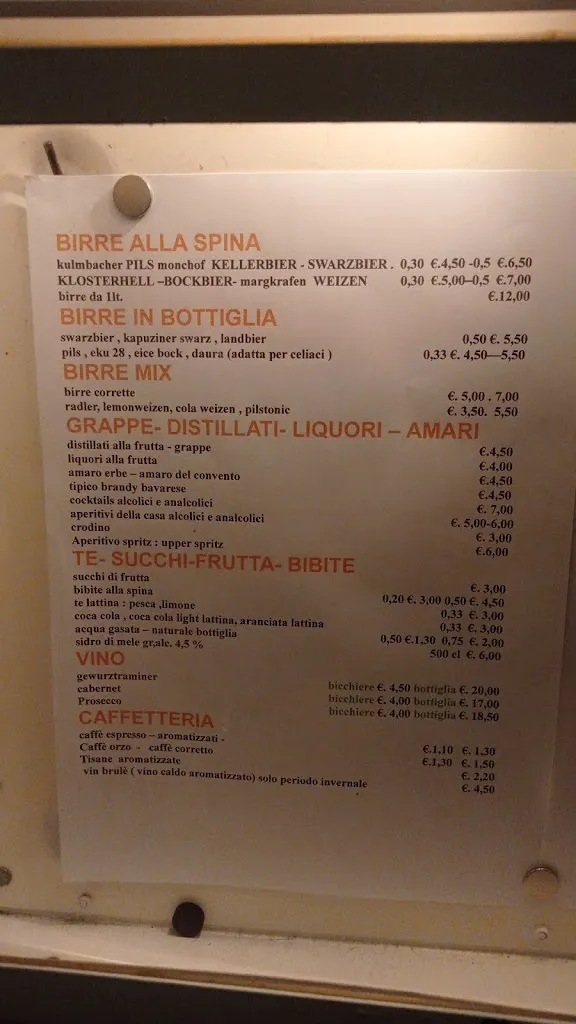 BIRRE ALLA SPINA
kulmbacher PILS monchof KELLERBIER - SWARZBIER . 0,30 €.4,50 -0,5 €.6,50
KLOSTERHELL –BOCKBIER- margkrafen WEIZEN 0,30 €.5,00–0,5 €.7,00
birre da 1lt. €.12,00
BIRRE IN BOTTIGLIA
swarzbier , kapuziner swarz , landbier 0,50 €. 5,50
pils , eku 28 , eice bock , daura (adatta per celiaci ) 0,33 €. 4,50—5,50
BIRRE MIX
birre corrette €. 5,00 . 7,00
radler, lemonweizen, cola weizen , pilstonic €. 3,50. 5,50
GRAPPE- DISTILLATI- LIQUORI – AMARI
distillati alla frutta - grappe €.4,50
liquori alla frutta €.4,00
amaro erbe – amaro del convento €.4,50
tipico brandy bavarese €.4,50
cocktails alcolici e analcolici €. 7,00
aperitivi della casa alcolici e analcolici €. 5,00-6,00
crodino €. 3,00
Aperitivo spritz : upper spritz €.6,00
TE- SUCCHI-FRUTTA- BIBITE
succhi di frutta €. 3,00
bibite alla spina 0,20 €. 3,00 0,50 €. 4,50
te lattina : pesca ,limone 0,33 €. 3,00
coca cola , coca cola light lattina, aranciata lattina 0,33 €. 3,00
acqua gasata – naturale bottiglia 0,50 €.1,30 0,75 €. 2,00
sidro di mele gr,alc. 4,5 % 500 cl €. 6,00
VINO
gewurztraminer bicchiere €. 4,50 bottiglia €. 20,00
cabernet bicchiere €. 4,00 bottiglia €. 17,00
Prosecco bicchiere €. 4,00 bottiglia €. 18,50
CAFFETTERIA
caffè espresso – aromatizzati - €.1,10 €. 1,30
Caffè orzo - caffè corretto €.1,30 €. 1,50
Tisane aromatizzate €. 2,20
vin brulè ( vino caldo aromatizzato) solo periodo invernale €. 4,50